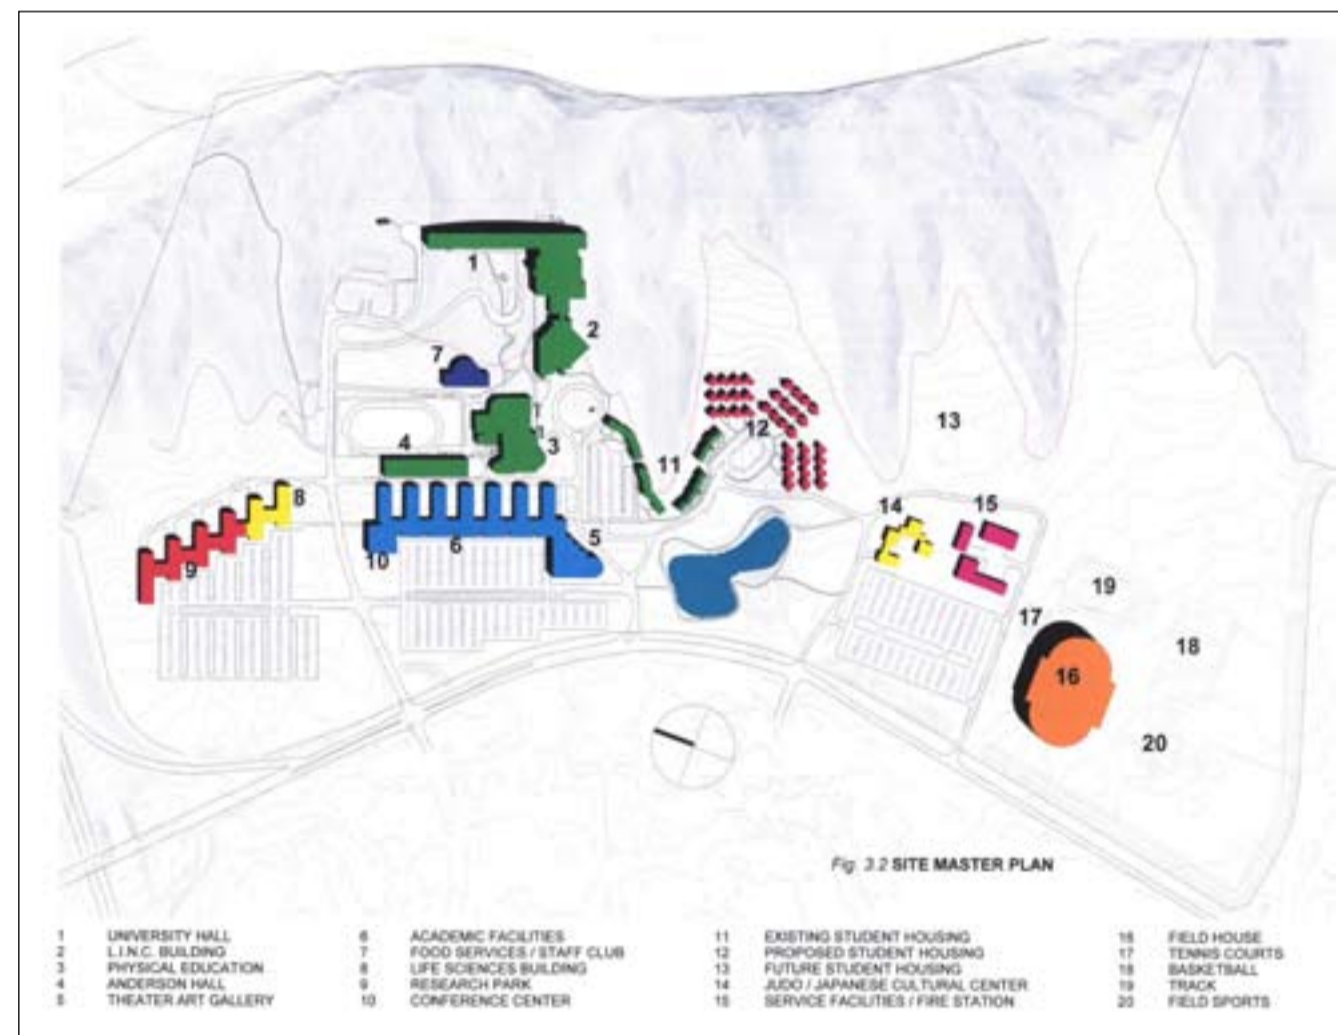 1
2
7
13
12
4
3
11
8
14
15
5
6
10
9
19
17
18
16
20
Fig. 3.2 SITE MASTER PLAN
1 UNIVERSITY HALL
2 L.I.N.C. BUILDING
3 PHYSICAL EDUCATION
4 ANDERSON HALL
5 THEATER ART GALLERY
6 ACADEMIC FACILITIES
7 FOOD SERVICES / STAFF CLUB
8 LIFE SCIENCES BUILDING
9 RESEARCH PARK
10 CONFERENCE CENTER
11 EXISTING STUDENT HOUSING
12 PROPOSED STUDENT HOUSING
13 FUTURE STUDENT HOUSING
14 JUDO / JAPANESE CULTURAL CENTER
15 SERVICE FACILITIES / FIRE STATION
16 FIELD HOUSE
17 TENNIS COURTS
18 BASKETBALL
19 TRACK
20 FIELD SPORTS